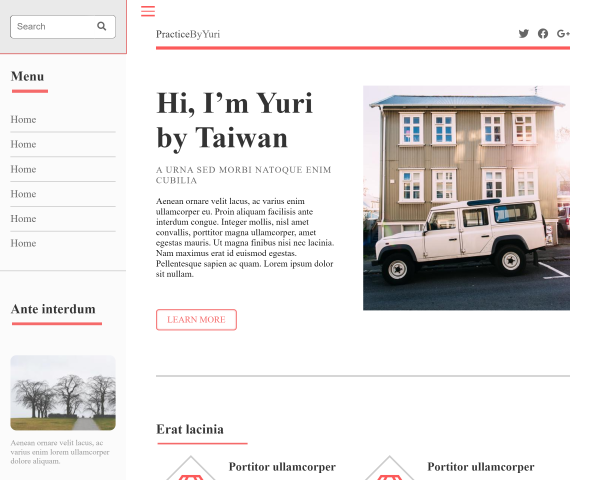 Search
Menu
Home
Home
Home
Home
Home
Home
Ante interdum
Aenean ornare velit lacus, ac
varius enim lorem ullamcorper
dolore aliquam.
PracticeByYuri
Hi, I'm Yuri
by Taiwan
A URNA SED MORBI NATOQUE ENIM
CUBILIA
Aenean ornare velit lacus, ac varius enim
ullamcorper eu. Proin aliquam facilisis ante
interdum congue. Integer mollis, nisl amet
convallis, porttitor magna ullamcorper, amet
egestas mauris. Ut magna finibus nisi nec lacinia.
Nam maximus erat id euismod egestas.
Pellentesque sapien ac quam. Lorem ipsum dolor
sit nullam.
LEARN MORE
Erat lacinia
Portitor ullamcorper
Portitor ullamcorper